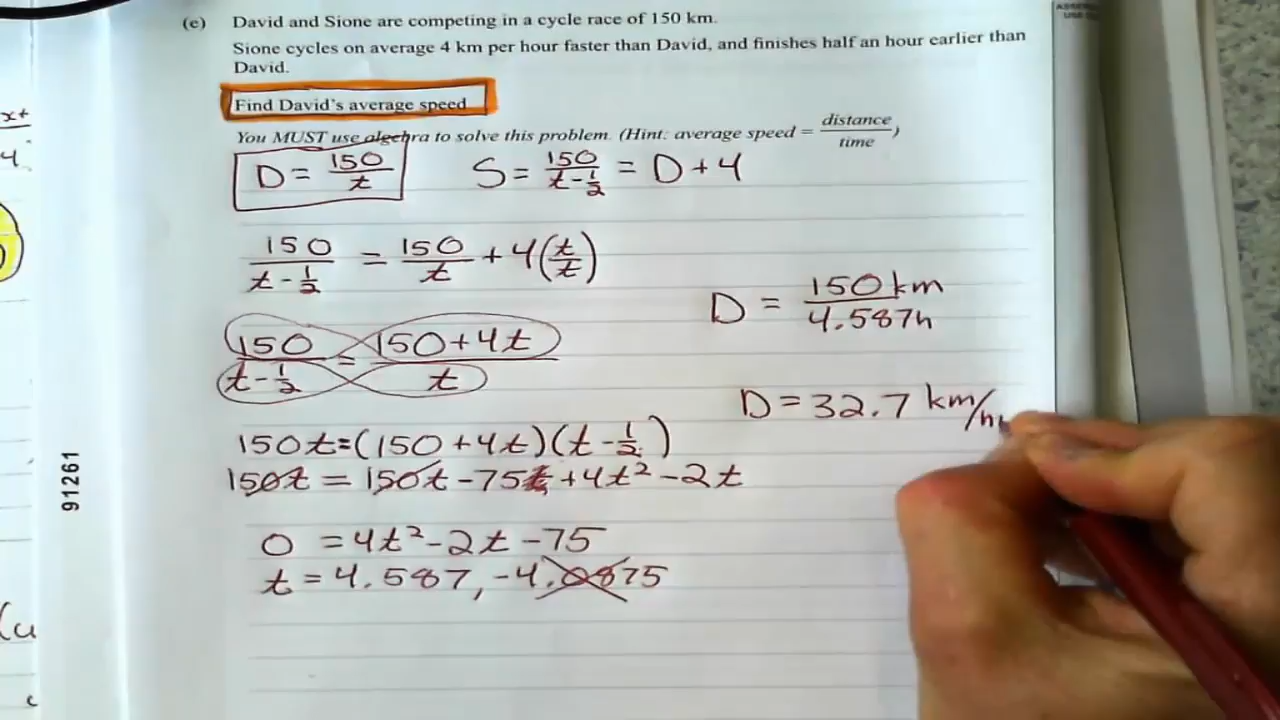 (e) David and Sione are competing in a cycle race of 150 km.
Sione cycles on average 4 km per hour faster than David, and finishes half an hour earlier than
David.
Find David's average speed
You MUST use algebra to solve this problem. (Hint: average speed = distance/time)
D = 150/t S = 150/(t - 1/2) = D + 4
150/(t - 1/2) = 150/t + 4(t/t)
150/(t - 1/2) = (150 + 4t)/t
150t = (150 + 4t)(t - 1/2)
150t = 150t - 75 + 4t² - 2t
0 = 4t² - 2t - 75
t = 4.587, -4.0875
D = 150 km/4.587h
D = 32.7 km/h
91261
xt
4
(u
c